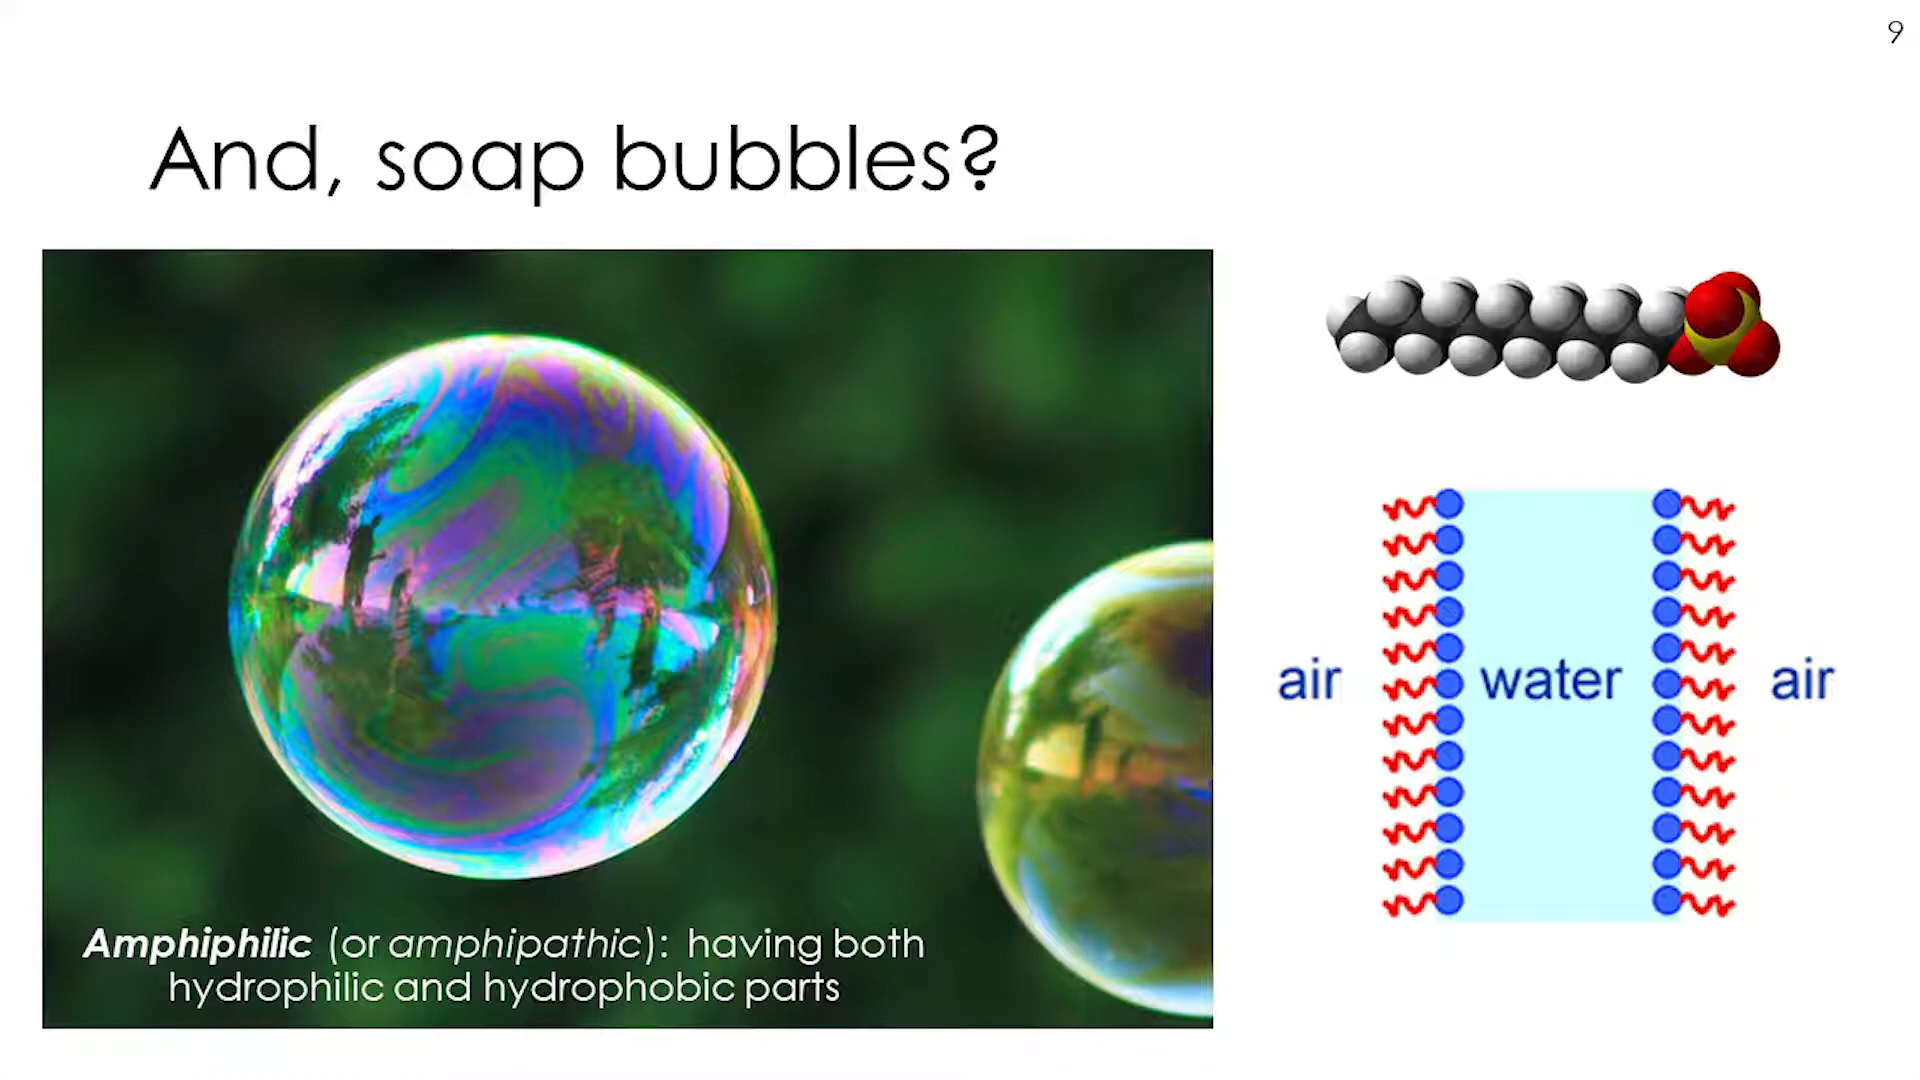 9
And, soap bubbles?
Amphiphilic (or amphipathic): having both
hydrophilic and hydrophobic parts
air
water
air